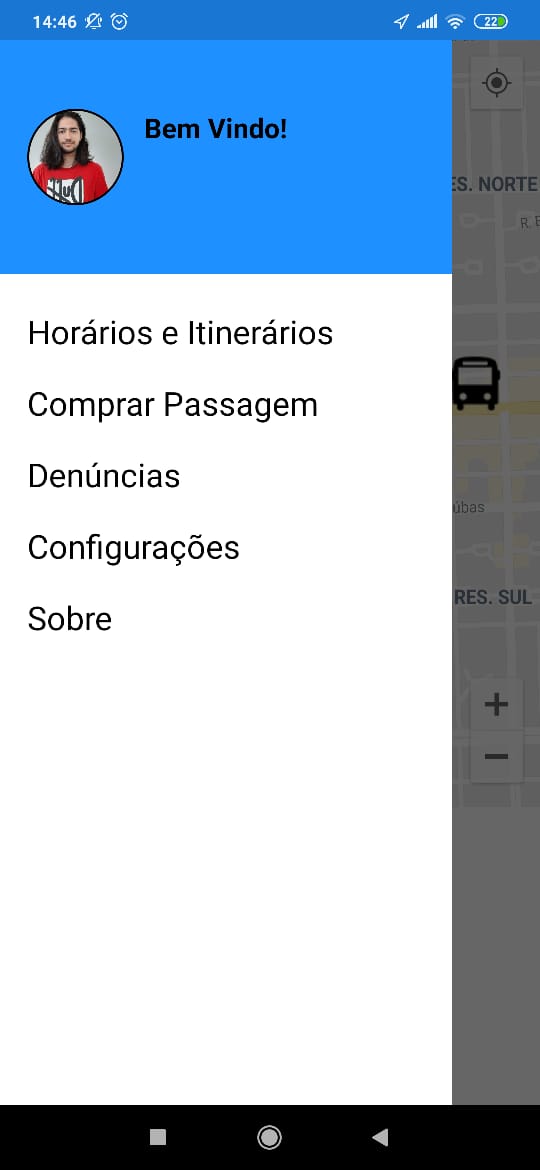 14:46
22
Bem Vindo!
ES. NORTE
R. E
Horários e Itinerários
Comprar Passagem
Denúncias
Configurações
úbas
RES. SUL
Sobre